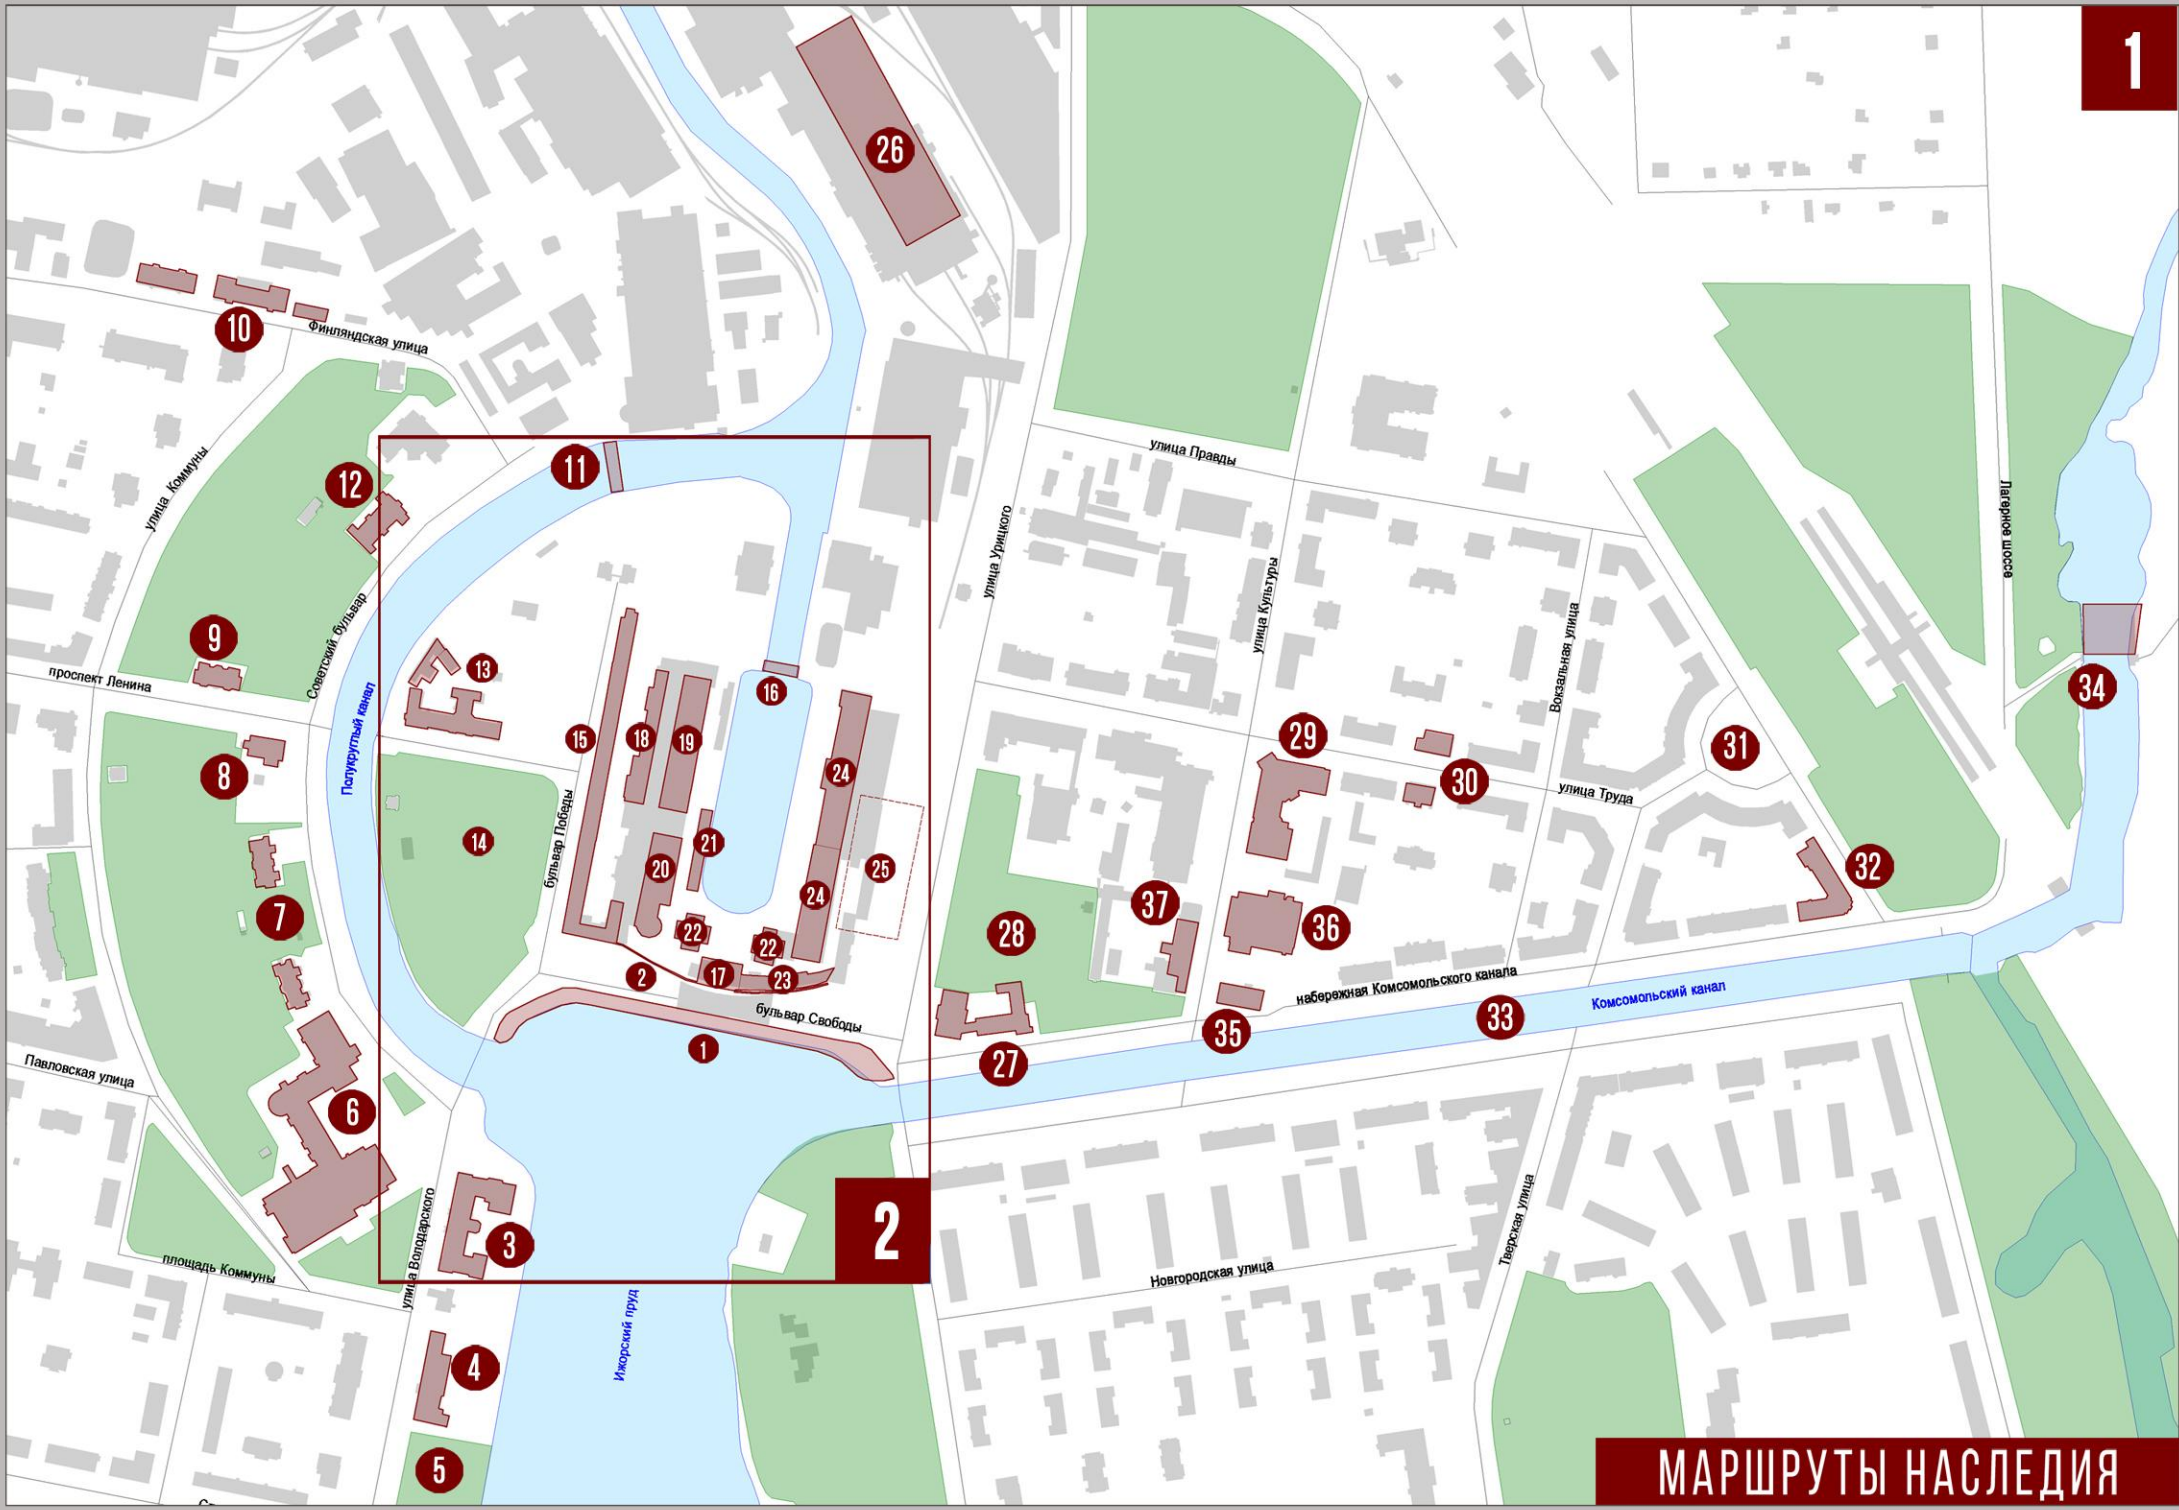 1
26
10
Финляндская улица
улица Правды
улица Коммуны
12
11
улица Урицкого
Лагерное шоссе
улица Культуры
9
Советский бульвар
13
Вокзальная улица
проспект Ленина
16
34
Полукруглый канал
15
18
19
29
31
8
24
30
улица Труда
14
бульвар Победы
21
20
25
32
24
37
7
22
22
28
36
2
17
23
набережная Комсомольского канала
Комсомольский канал
бульвар Свободы
33
35
1
27
Павловская улица
6
2
улица Володарского
3
Тверская улица
площадь Коммуны
Новгородская улица
Ижорский пруд
4
5
МАРШРУТЫ НАСЛЕДИЯ